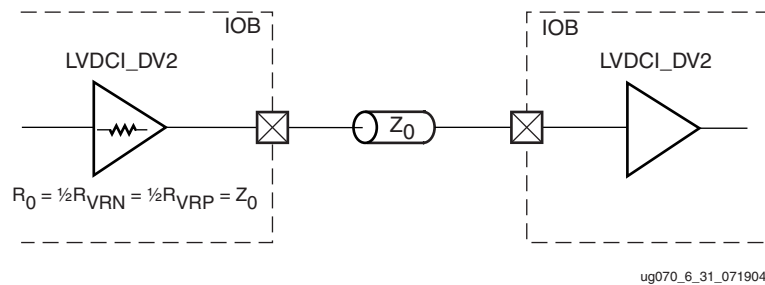 IOB
IOB
LVDCI_DV2
LVDCI_DV2
Z0
R0 = ½RVRN = ½RVRP = Z0
ug070_6_31_071904